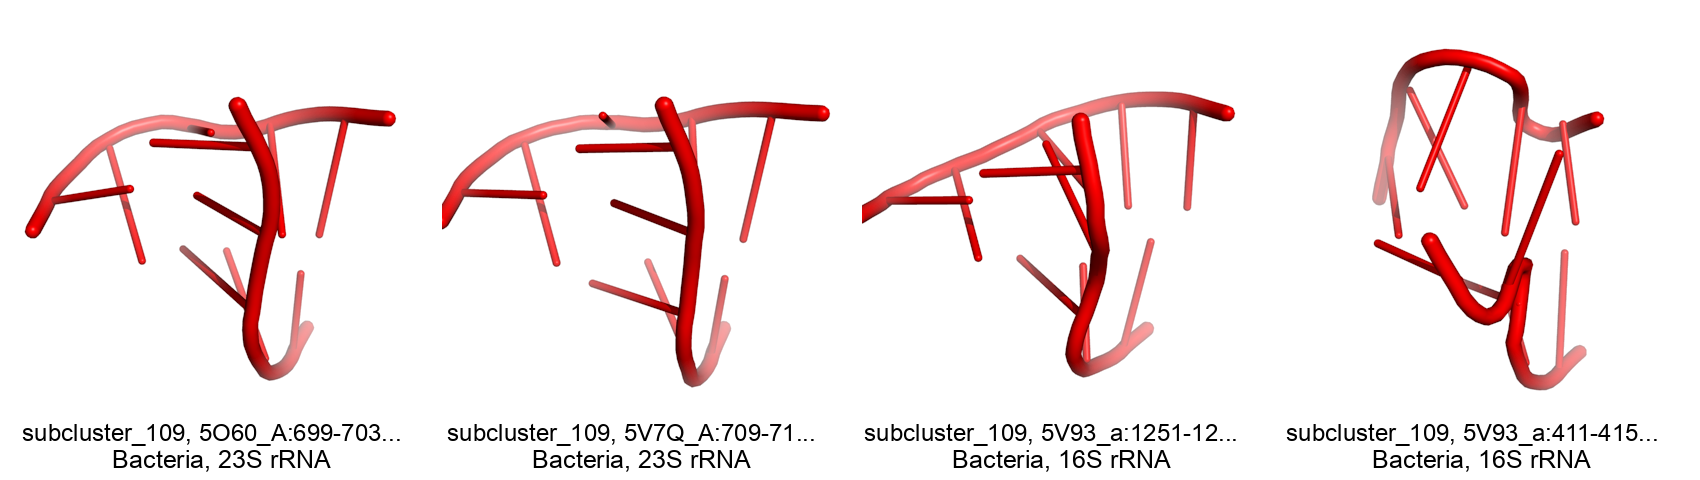 subcluster_109, 5O60_A:699-703...
Bacteria, 23S rRNA
subcluster_109, 5V7Q_A:709-71...
Bacteria, 23S rRNA
subcluster_109, 5V93_a:1251-12...
Bacteria, 16S rRNA
subcluster_109, 5V93_a:411-415...
Bacteria, 16S rRNA